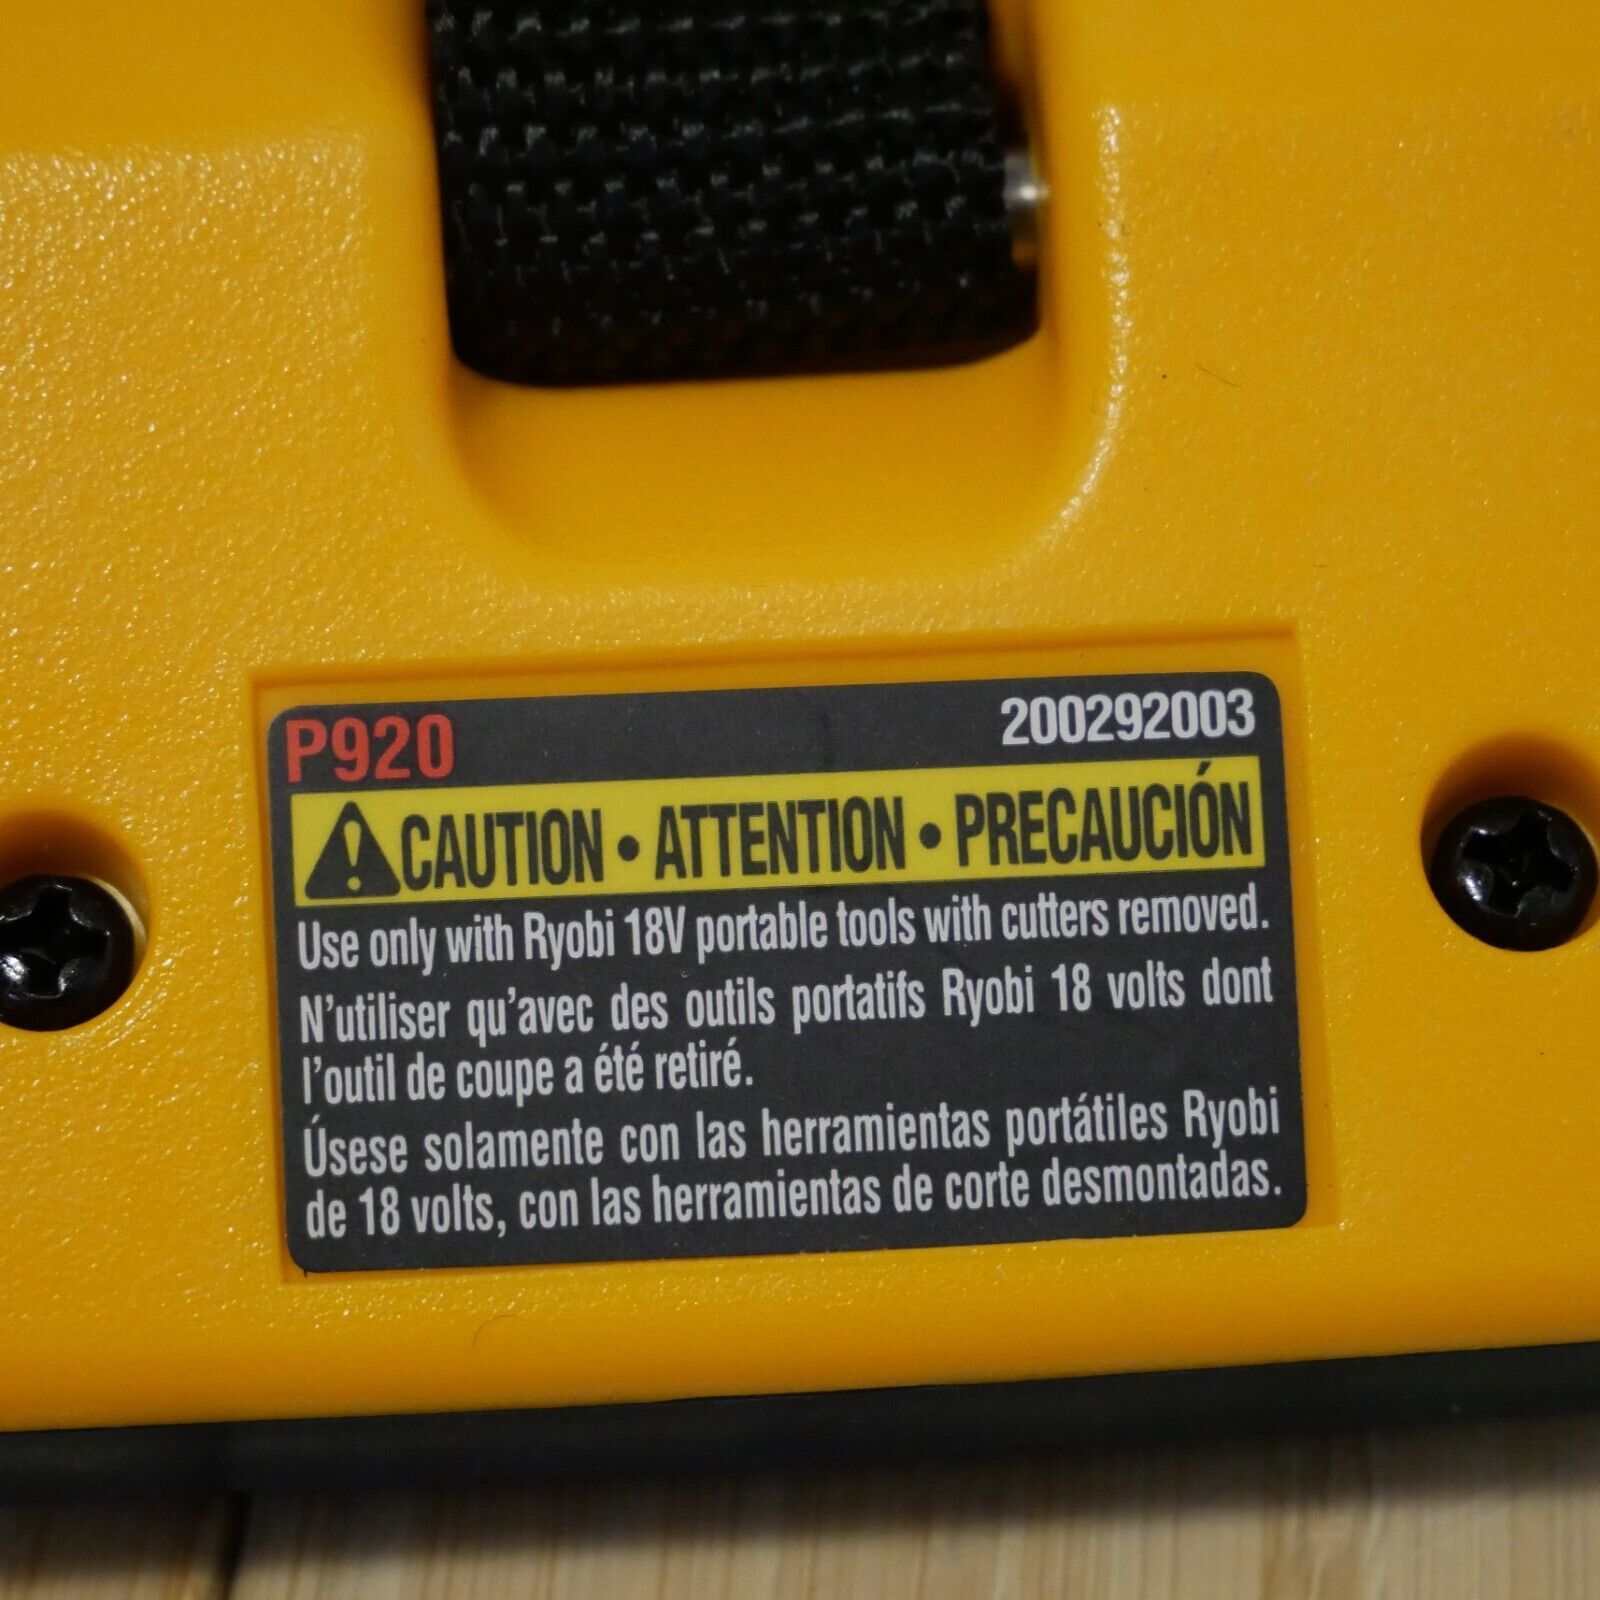 P920 200292003
CAUTION • ATTENTION • PRECAUCIÓN
Use only with Ryobi 18V portable tools with cutters removed.
N'utiliser qu'avec des outils portatifs Ryobi 18 volts dont
l'outil de coupe a été retiré.
Úsese solamente con las herramientas portátiles Ryobi
de 18 volts, con las herramientas de corte desmontadas.